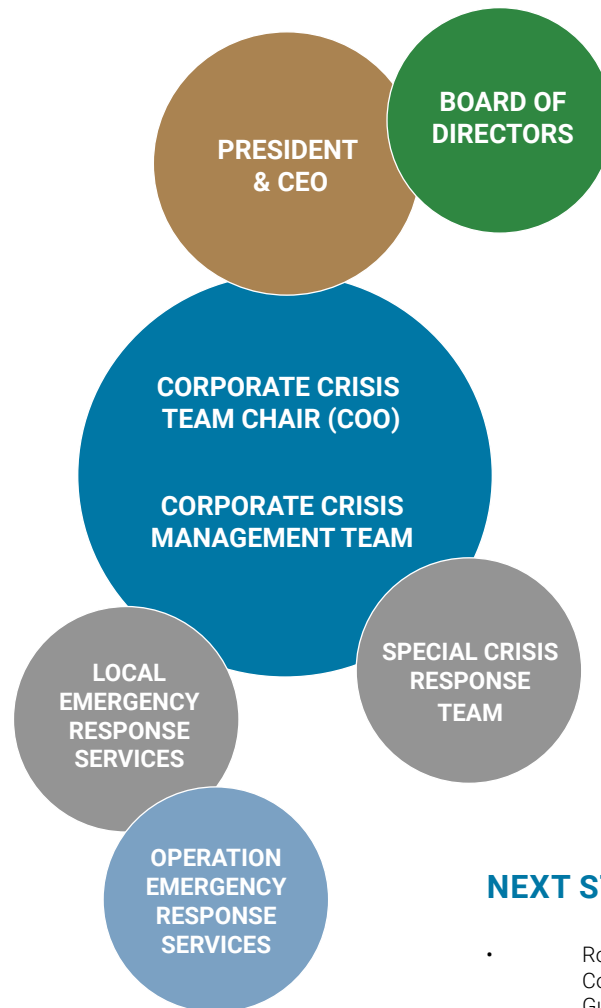 BOARD OF
DIRECTORS
PRESIDENT
& CEO
CORPORATE CRISIS
TEAM CHAIR (COO)
CORPORATE CRISIS
MANAGEMENT TEAM
SPECIAL CRISIS
RESPONSE
TEAM
LOCAL
EMERGENCY
RESPONSE
SERVICES
OPERATION
EMERGENCY
RESPONSE
SERVICES
NEXT
•